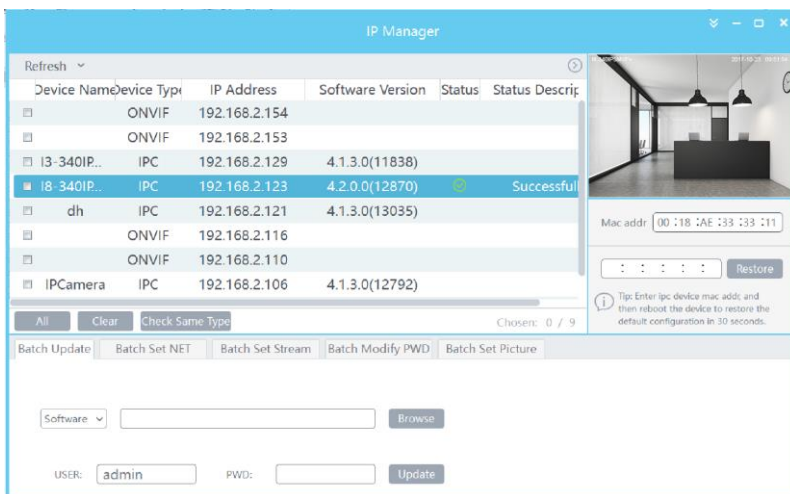 IP Manager
Refresh
Device Name Device Type IP Address Software Version Status Status Descrip
ONVIF 192.168.2.154
ONVIF 192.168.2.153
I3-340IP... IPC 192.168.2.129 4.1.3.0(11838)
I8-340IP... IPC 192.168.2.123 4.2.0.0(12870) Successful
dh IPC 192.168.2.121 4.1.3.0(13035)
ONVIF 192.168.2.116
ONVIF 192.168.2.110
IPCamera IPC 192.168.2.106 4.1.3.0(12792)
All Clear Check Same Type Chosen: 0 / 9
Mac addr 00 :18 :AE :33 :33 :11
: : : : : Restore
Tip: Enter ipc device mac addr, and
then reboot the device to restore the
default configuration in 30 seconds.
Batch Update Batch Set NET Batch Set Stream Batch Modify PWD Batch Set Picture
Software Browse
USER: admin PWD: Update